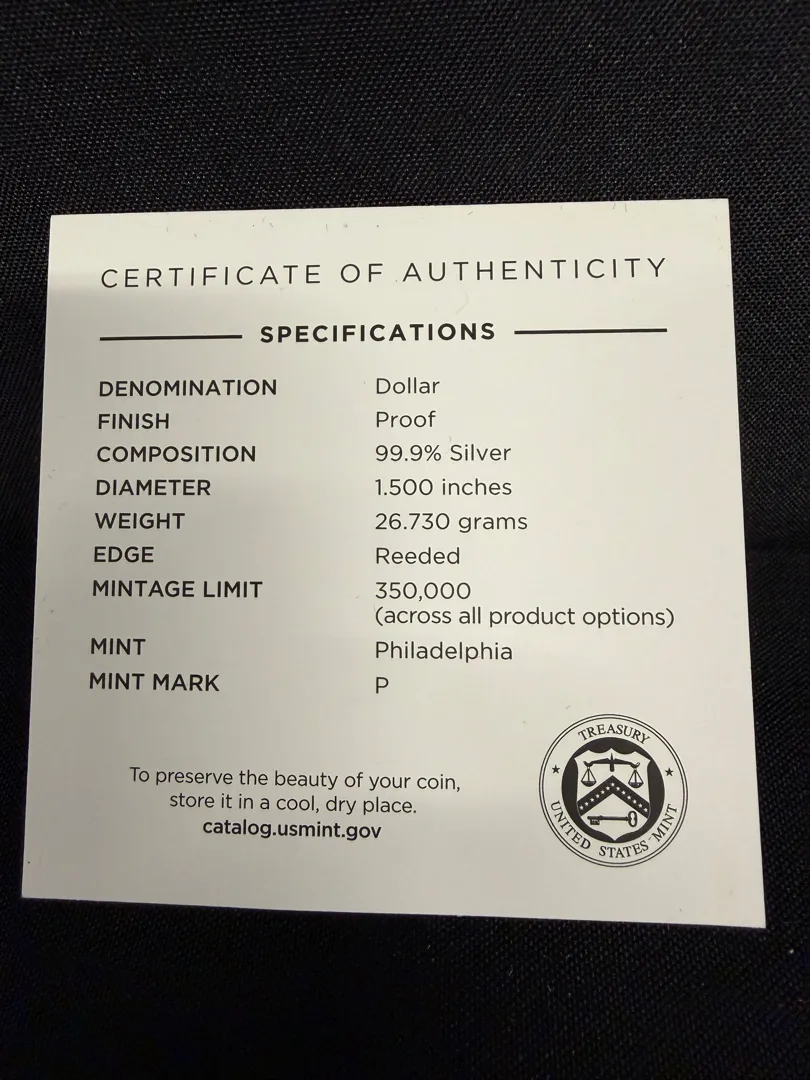 CERTIFICATE OF AUTHENTICITY
SPECIFICATIONS
DENOMINATION Dollar
FINISH Proof
COMPOSITION 99.9% Silver
DIAMETER 1.500 inches
WEIGHT 26.730 grams
EDGE Reeded
MINTAGE LIMIT 350,000
(across all product options)
MINT Philadelphia
MINT MARK P
To preserve the beauty of your coin,
store it in a cool, dry place.
catalog.usmint.gov
TREASURY
UNITED STATES MINT